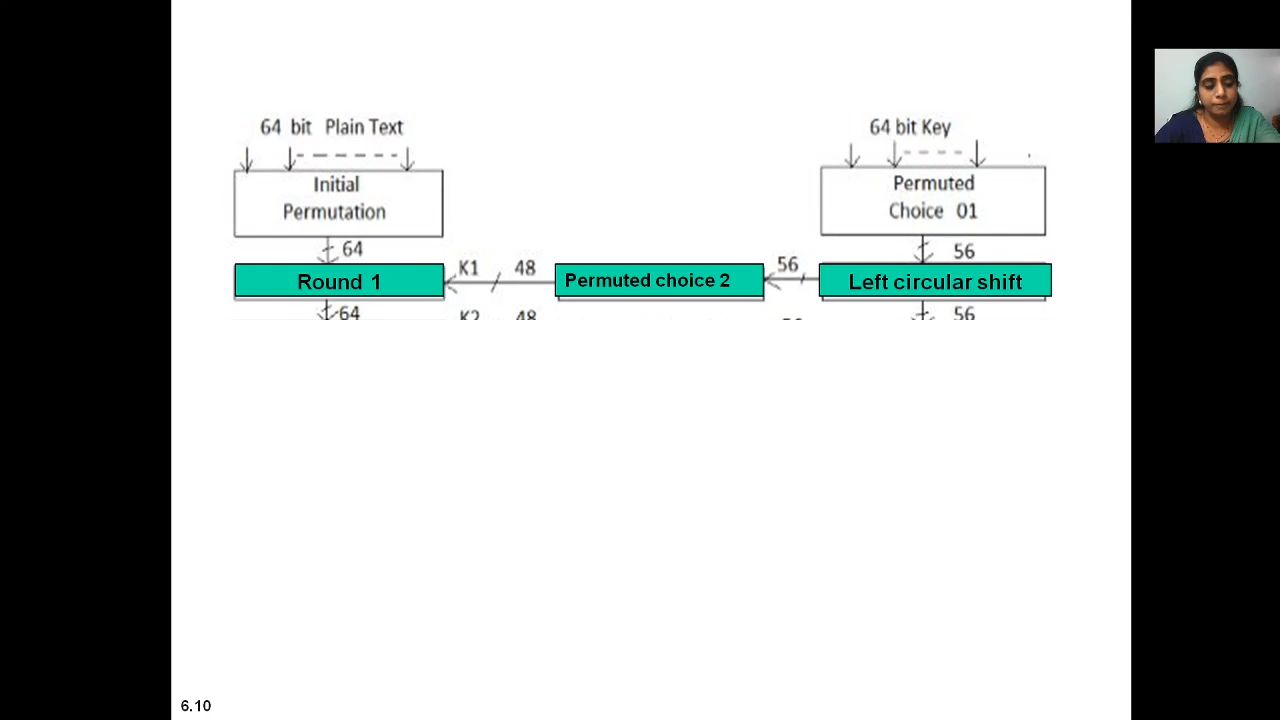 64 bit Plain Text
64 bit Key
Initial
Permutation
Permuted
Choice 01
64
56
Round 1
K1
48
Permuted choice 2
56
Left circular shift
64
K2
48
56
6.10